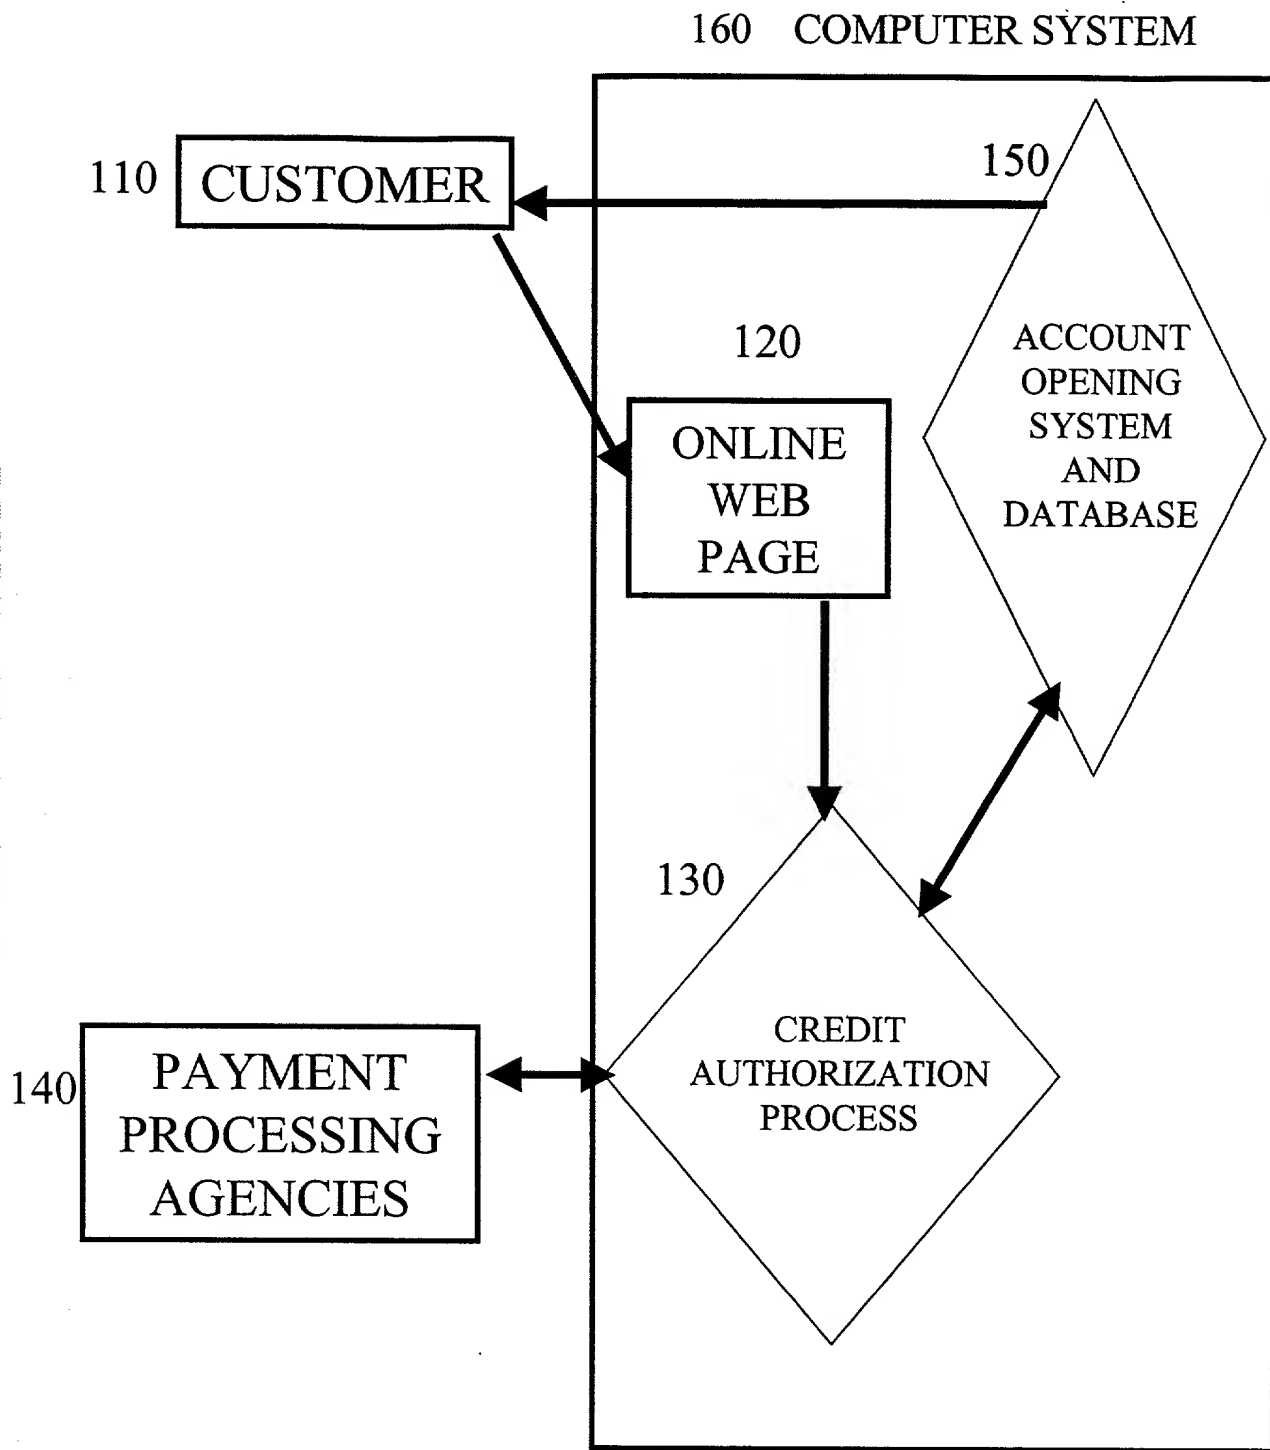 160 COMPUTER SYSTEM
110 CUSTOMER
150
120
ACCOUNT
OPENING
SYSTEM
AND
DATABASE
ONLINE
WEB
PAGE
130
140
PAYMENT
PROCESSING
AGENCIES
CREDIT
AUTHORIZATION
PROCESS